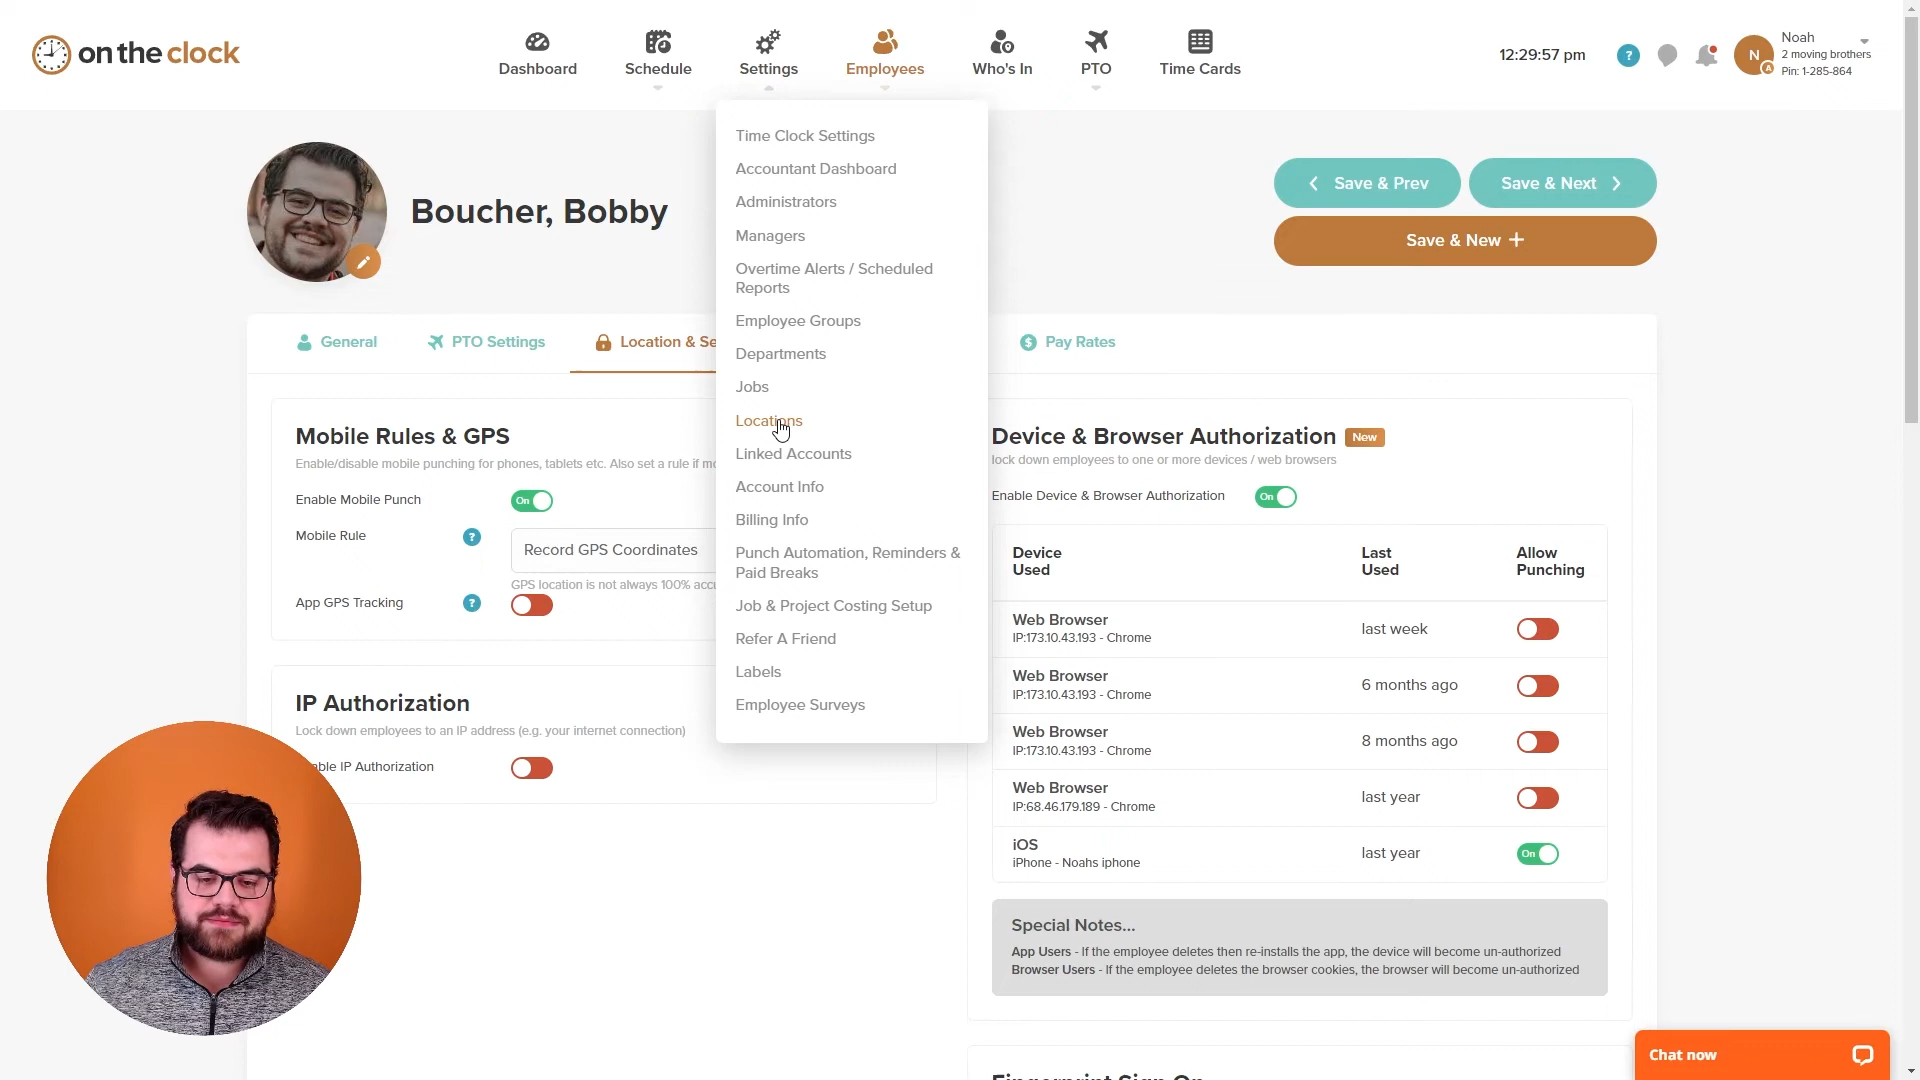 on the clock
Dashboard
Schedule
Settings
Employees
Who's In
PTO
Time Cards
12:29:57 pm
?
N
A
Noah
2 moving brothers
Pin: 1-285-864
Boucher, Bobby
Save & Prev
Save & Next
Save & New +
Time Clock Settings
Accountant Dashboard
Administrators
Managers
Overtime Alerts / Scheduled
Reports
Employee Groups
Departments
Jobs
Locations
Linked Accounts
Account Info
Billing Info
Punch Automation, Reminders &
Paid Breaks
Job & Project Costing Setup
Refer A Friend
Labels
Employee Surveys
General
PTO Settings
Location & Se
Pay Rates
Mobile Rules & GPS
Enable/disable mobile punching for phones, tablets etc. Also set a rule if mo
Enable Mobile Punch
On
Mobile Rule
?
Record GPS Coordinates
GPS location is not always 100% accu
App GPS Tracking
?
IP Authorization
Lock down employees to an IP address (e.g. your internet connection)
ble IP Authorization
Device & Browser Authorization
New
lock down employees to one or more devices / web browsers
Enable Device & Browser Authorization
On
Device
Used
Last
Used
Allow
Punching
Web Browser
IP:173.10.43.193 - Chrome
last week
Web Browser
IP:173.10.43.193 - Chrome
6 months ago
Web Browser
IP:173.10.43.193 - Chrome
8 months ago
Web Browser
IP:68.46.179.189 - Chrome
last year
iOS
iPhone - Noahs iphone
last year
On
Special Notes...
App Users - If the employee deletes then re-installs the app, the device will become un-authorized
Browser Users - If the employee deletes the browser cookies, the browser will become un-authorized
Fingerprint Sign On
Chat now